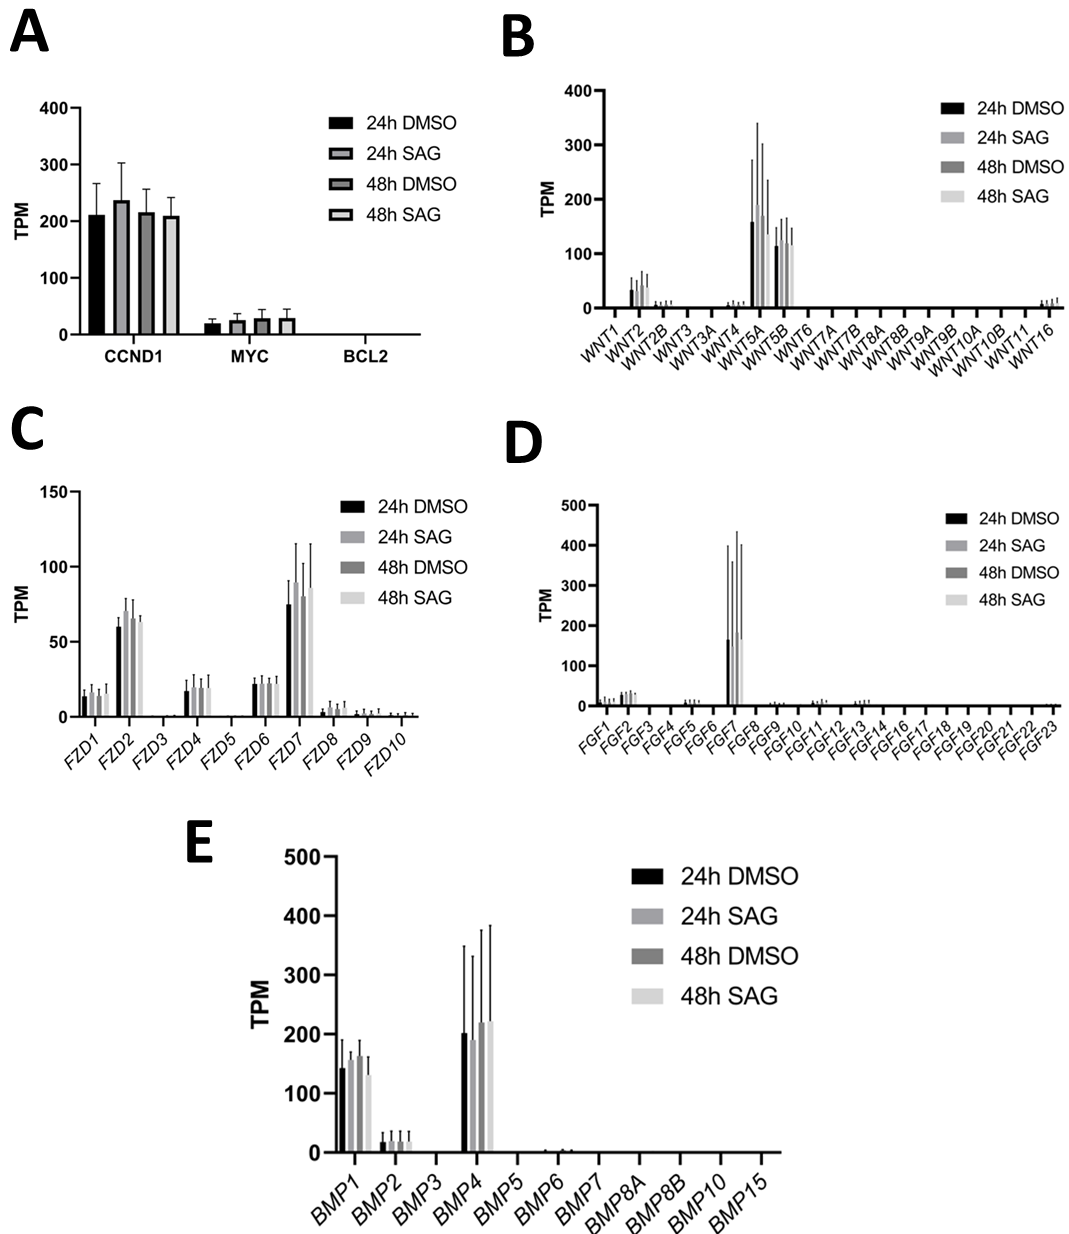 A
400
300
200
100
0
TPM
CCND1 MYC BCL2
24h DMSO
24h SAG
48h DMSO
48h SAG
B
400
300
200
100
0
TPM
WNT1 WNT2 WNT2B WNT3 WNT3A WNT4 WNT5A WNT5B WNT6 WNT7A WNT7B WNT8A WNT8B WNT9A WNT9B WNT10A WNT10B WNT11 WNT16
24h DMSO
24h SAG
48h DMSO
48h SAG
C
150
100
50
0
TPM
FZD1 FZD2 FZD3 FZD4 FZD5 FZD6 FZD7 FZD8 FZD9 FZD10
24h DMSO
24h SAG
48h DMSO
48h SAG
D
500
400
300
200
100
0
TPM
FGF1 FGF2 FGF3 FGF4 FGF5 FGF6 FGF7 FGF8 FGF9 FGF10 FGF11 FGF12 FGF13 FGF14 FGF16 FGF17 FGF18 FGF19 FGF20 FGF21 FGF22 FGF23
24h DMSO
24h SAG
48h DMSO
48h SAG
E
500
400
300
200
100
0
TPM
BMP1 BMP2 BMP3 BMP4 BMP5 BMP6 BMP7 BMP8A BMP8B BMP10 BMP15
24h DMSO
24h SAG
48h DMSO
48h SAG